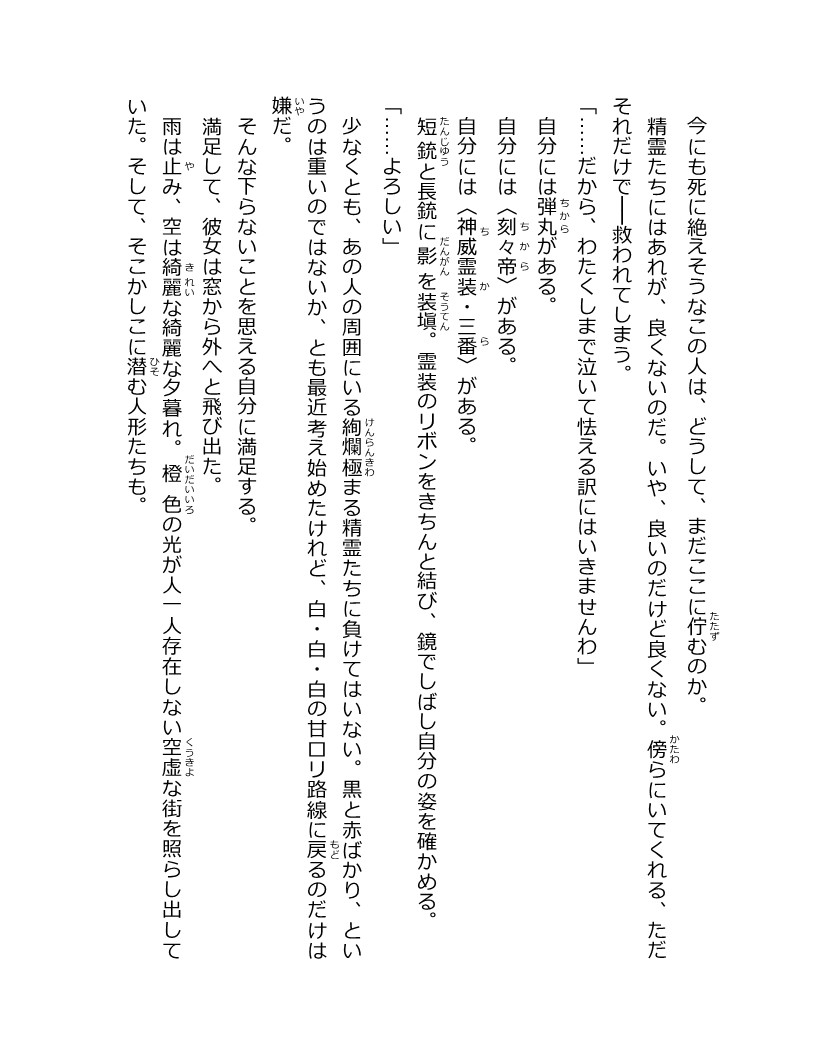 今にも死に絶えそうなこの人は、どうして、まだここに佇むのか。
精霊たちにはあれが、良くないのだ。いや、良いのだけど良くない。傍らにいてくれる、ただ
それだけで──救われてしまう。
「……だから、わたくしまで泣いて怯える訳にはいきませんわ」
自分には弾丸がある。
自分には〈刻々帝〉がある。
自分には〈神威霊装・三番〉がある。
短銃と長銃に影を装塡。霊装のリボンをきちんと結び、鏡でしばし自分の姿を確かめる。
「……よろしい」
少なくとも、あの人の周囲にいる絢爛極まる精霊たちに負けてはいない。黒と赤ばかり、とい
うのは重いのではないか、とも最近考え始めたけれど、白・白・白の甘ロリ路線に戻るのだけは
嫌だ。
そんな下らないことを思える自分に満足する。
満足して、彼女は窓から外へと飛び出た。
雨は止み、空は綺麗な綺麗な夕暮れ。橙色の光が人一人存在しない空虚な街を照らし出して
いた。そして、そこかしこに潜む人形たちも。